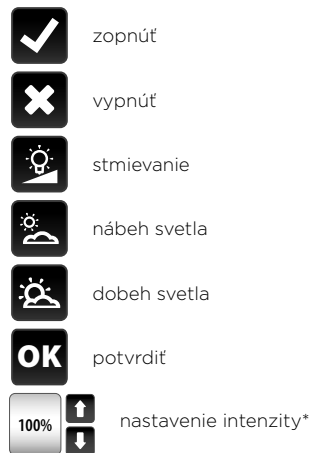 zopnúť
vypnúť
stmievanie
nábeh svetla
dobeh svetla
OK potvrdiť
100% nastavenie intenzity*